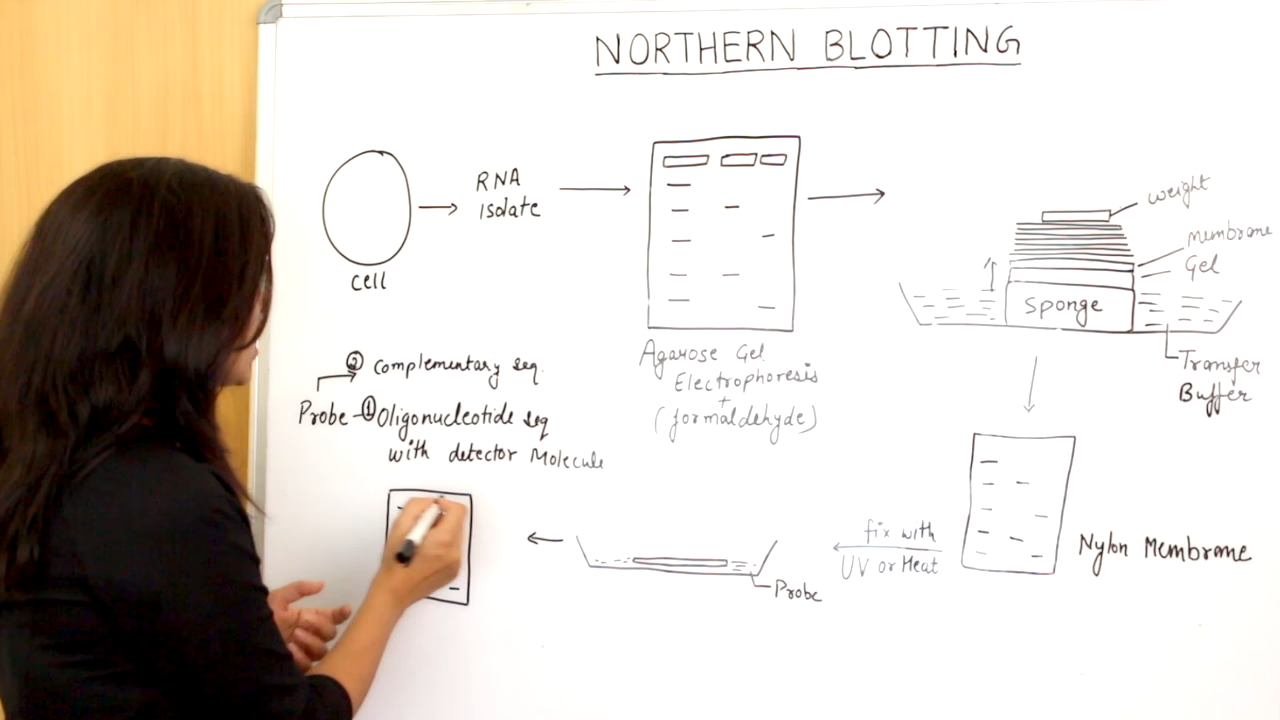 NORTHERN BLOTTING
RNA
Isolate
Cell
Agarose Gel
Electrophoresis
+
(formaldehyde)
weight
membrane
Gel
Sponge
Transfer
Buffer
② Complementary seq.
Probe - ① Oligonucleotide seq
with detector Molecule
Nylon Membrane
fix with
UV or Heat
Probe